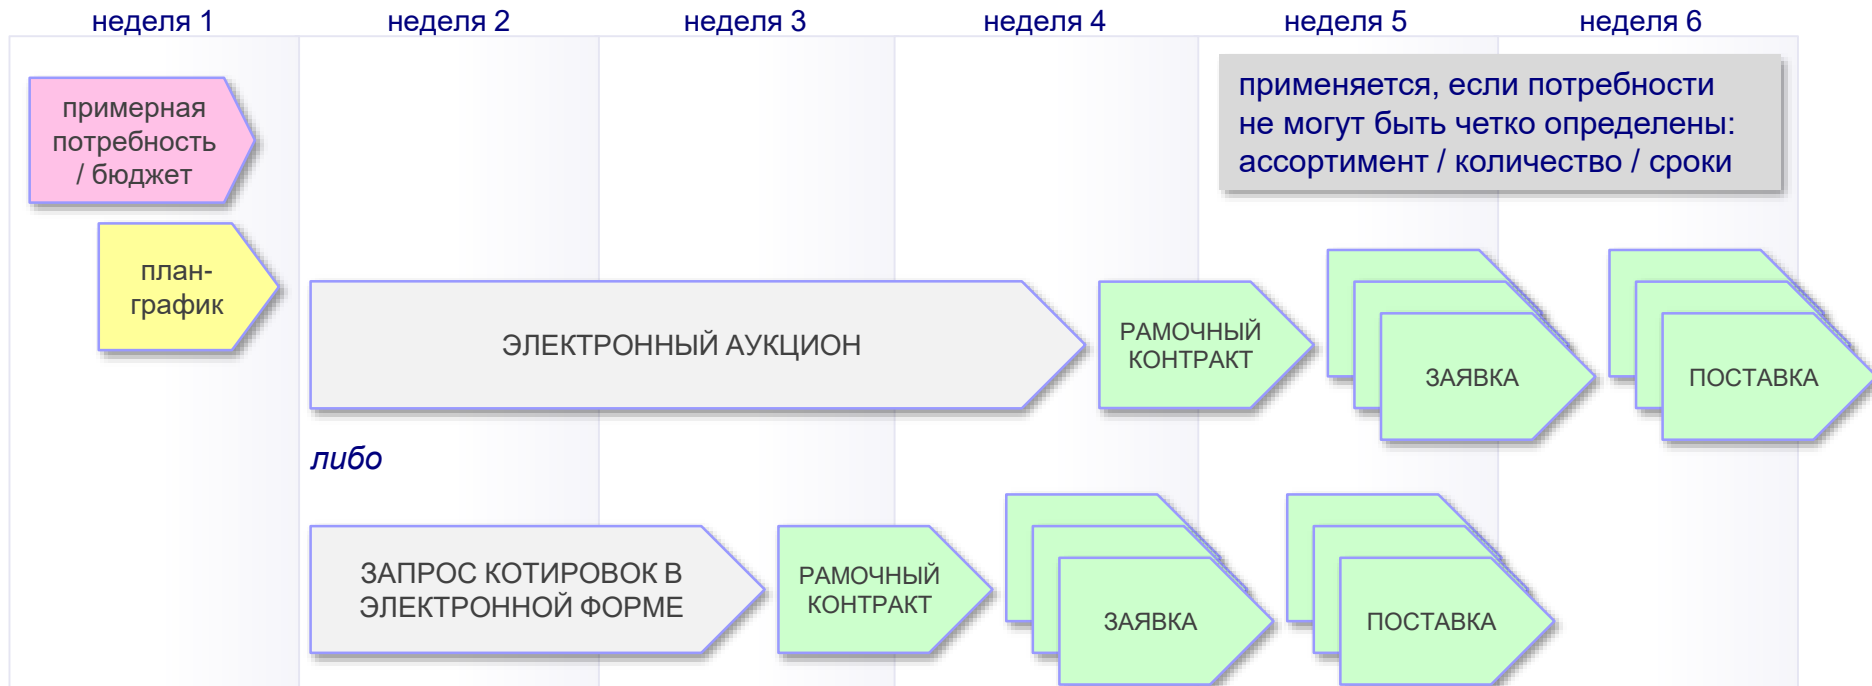 неделя 1
неделя 2
неделя 3
неделя 4
неделя 5
неделя 6
примерная
потребность
/ бюджет
применяется, если потребности
не могут быть четко определены:
ассортимент / количество / сроки
план-
график
ЭЛЕКТРОННЫЙ АУКЦИОН
РАМОЧНЫЙ
КОНТРАКТ
ЗАЯВКА
ПОСТАВКА
либо
ЗАПРОС КОТИРОВОК В
ЭЛЕКТРОННОЙ ФОРМЕ
РАМОЧНЫЙ
КОНТРАКТ
ЗАЯВКА
ПОСТАВКА